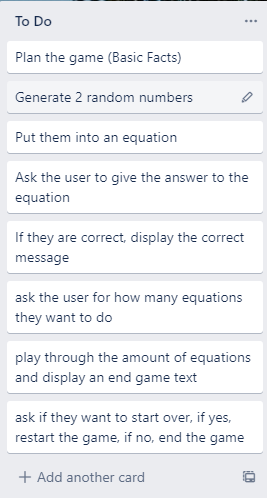 To Do
Plan the game (Basic Facts)
Generate 2 random numbers
Put them into an equation
Ask the user to give the answer to the
equation
If they are correct, display the correct
message
ask the user for how many equations
they want to do
play through the amount of equations
and display an end game text
ask if they want to start over, if yes,
restart the game, if no, end the game
+ Add another card